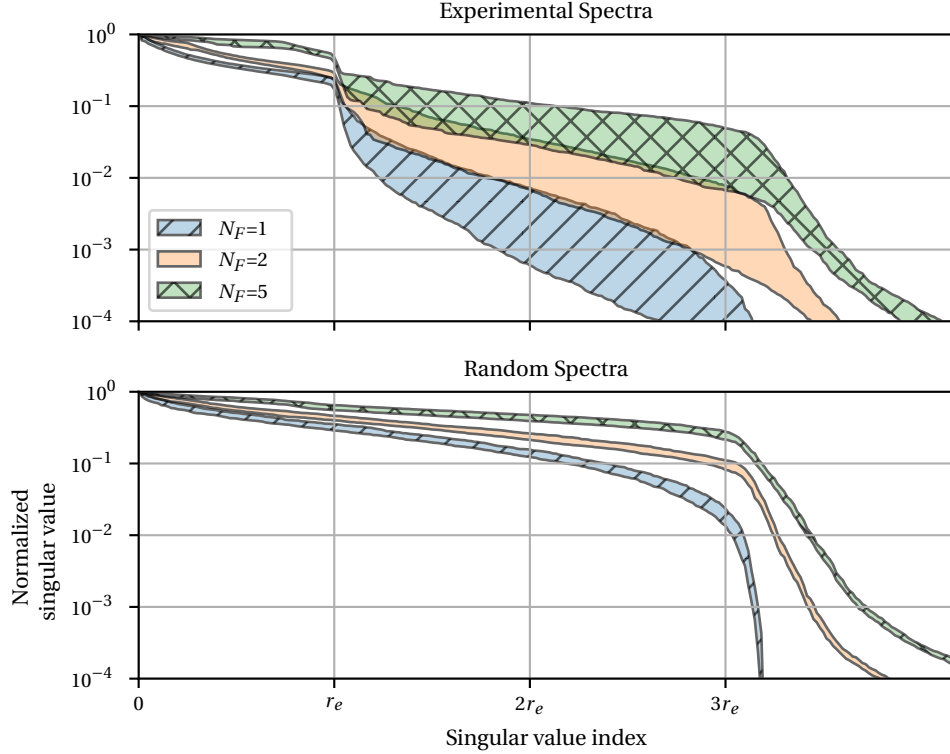 Experimental Spectra
10^0
10^−1
10^−2
10^−3
10^−4
N_F=1
N_F=2
N_F=5
Random Spectra
10^0
10^−1
10^−2
10^−3
10^−4
Normalized
singular value
0
r_e
2r_e
3r_e
Singular value index